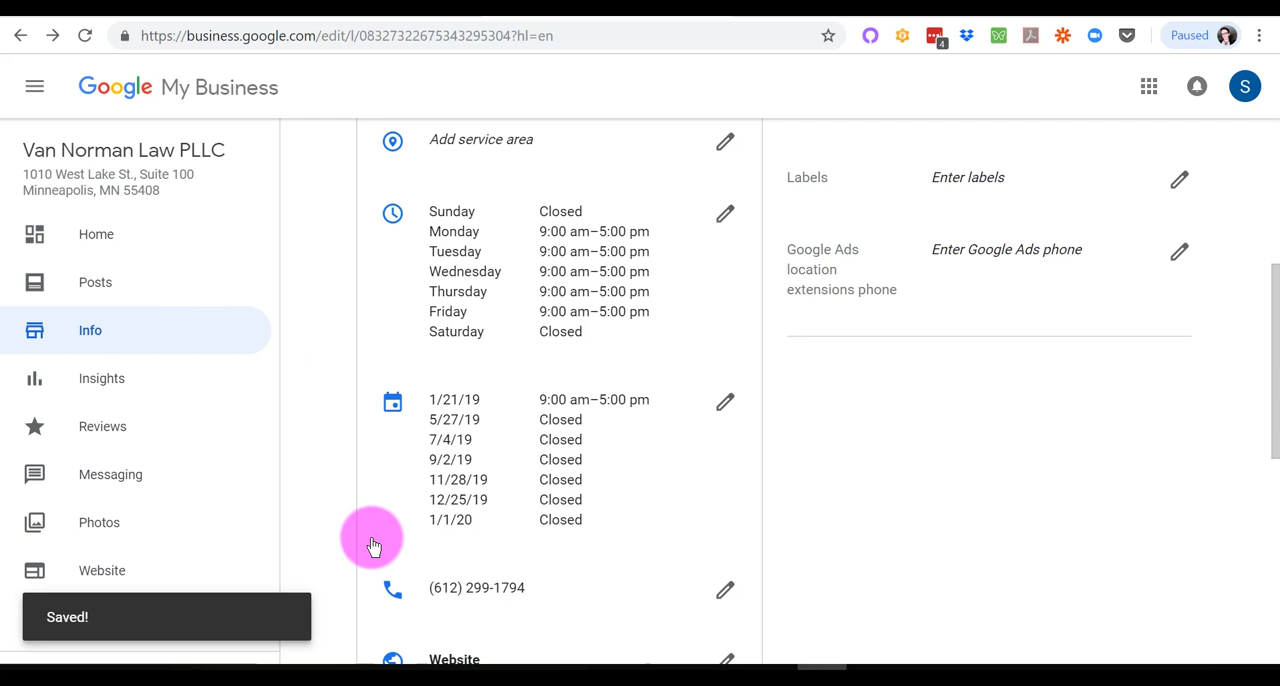 https://business.google.com/edit/l/08327322675343295304?hl=en
4
Paused
Google My Business
S
Van Norman Law PLLC
1010 West Lake St., Suite 100
Minneapolis, MN 55408
Home
Posts
Info
Insights
Reviews
Messaging
Photos
Website
Saved!
Add service area
Sunday Closed
Monday 9:00 am–5:00 pm
Tuesday 9:00 am–5:00 pm
Wednesday 9:00 am–5:00 pm
Thursday 9:00 am–5:00 pm
Friday 9:00 am–5:00 pm
Saturday Closed
1/21/19 9:00 am–5:00 pm
5/27/19 Closed
7/4/19 Closed
9/2/19 Closed
11/28/19 Closed
12/25/19 Closed
1/1/20 Closed
(612) 299-1794
Website
Labels Enter labels
Google Ads Enter Google Ads phone
location
extensions phone